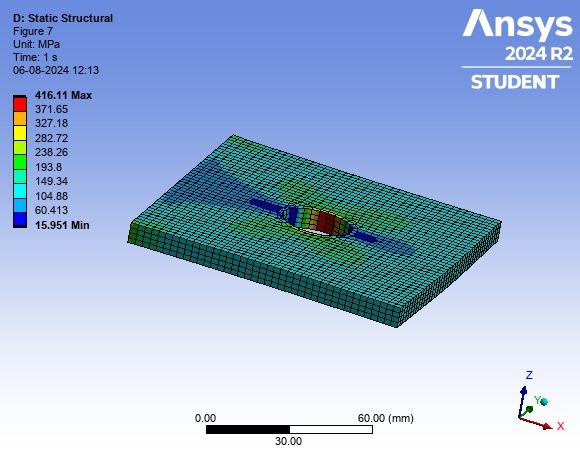 D: Static Structural
Figure 7
Unit: MPa
Time: 1 s
06-08-2024 12:13
416.11 Max
371.65
327.18
282.72
238.26
193.8
149.34
104.88
60.413
15.951 Min
Ansys
2024 R2
STUDENT
0.00
60.00 (mm)
30.00
Z
Y
X